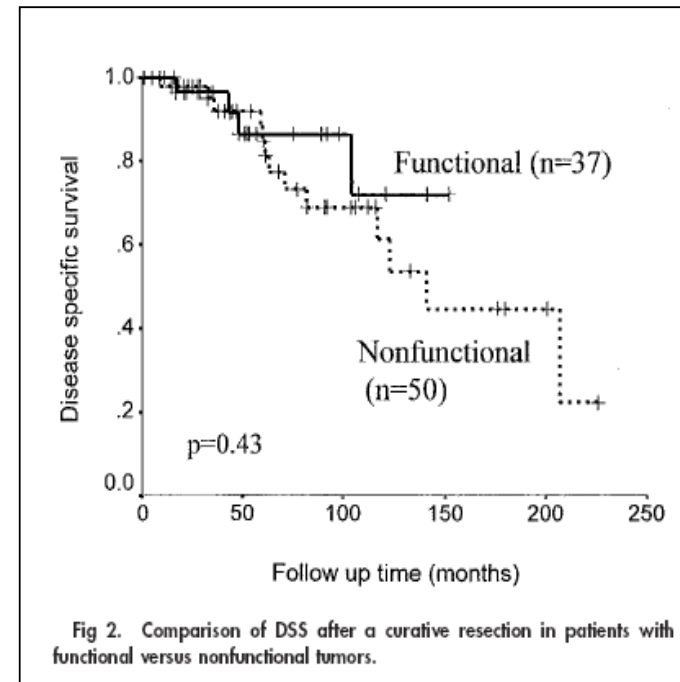 1.0
.8
.6
.4
.2
0.0
Disease specific survival
Functional (n=37)
Nonfunctional
(n=50)
p=0.43
0 50 100 150 200 250
Follow up time (months)
Fig 2. Comparison of DSS after a curative resection in patients with
functional versus nonfunctional tumors.